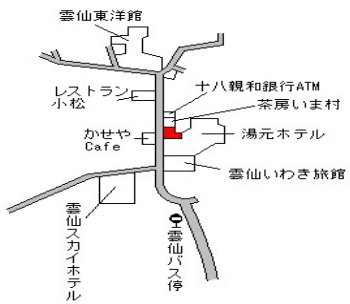 雲仙東洋館
レストラン
小松
十八親和銀行ATM
茶房いま村
かせや
Cafe
湯元ホテル
雲仙いわき旅館
雲仙スカイホテル
雲仙バス停